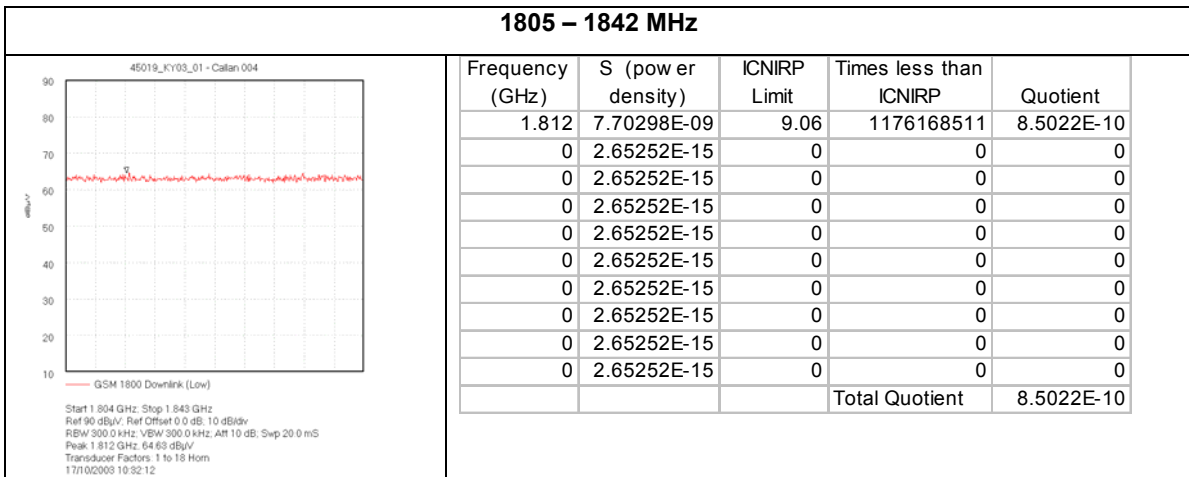 1805 – 1842 MHz
45019_KY03_01 - Callan 004
90
80
70
60
50
40
30
20
10
dBµV
GSM 1800 Downlink (Low)
Start 1.804 GHz; Stop 1.843 GHz
Ref 90 dBµV; Ref Offset 0.0 dB; 10 dB/div
RBW 300.0 kHz; VBW 300.0 kHz; Att 10 dB; Swp 20.0 mS
Peak 1.812 GHz, 64.63 dBµV
Transducer Factors: 1 to 18 Horn
17/10/2003 10:32:12
Frequency (GHz) S (power density) ICNIRP Limit Times less than ICNIRP Quotient
1.812 7.70298E-09 9.06 1176168511 8.5022E-10
0 2.65252E-15 0 0 0
0 2.65252E-15 0 0 0
0 2.65252E-15 0 0 0
0 2.65252E-15 0 0 0
0 2.65252E-15 0 0 0
0 2.65252E-15 0 0 0
0 2.65252E-15 0 0 0
0 2.65252E-15 0 0 0
0 2.65252E-15 0 0 0
Total Quotient 8.5022E-10